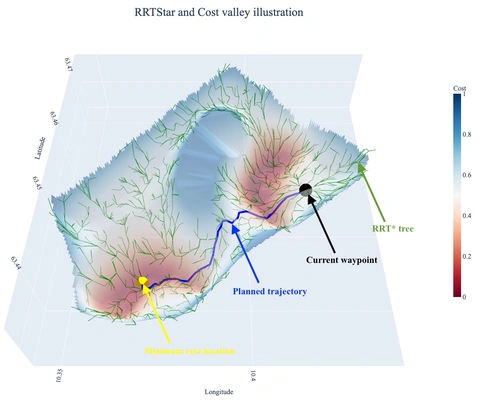 RRTStar and Cost valley illustration
Cost
1
0.8
0.6
0.4
0.2
0
63.47
63.46
Latitude
63.45
63.44
RRT* tree
Current waypoint
Planned trajectory
Minimum cost location
10.35
10.4
Longitude